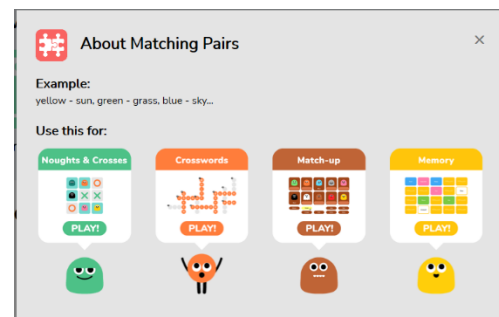 About Matching Pairs
Example:
yellow - sun, green - grass, blue - sky...
Use this for:
Noughts & Crosses
Crosswords
Match-up
Memory
PLAY!
PLAY!
PLAY!
PLAY!